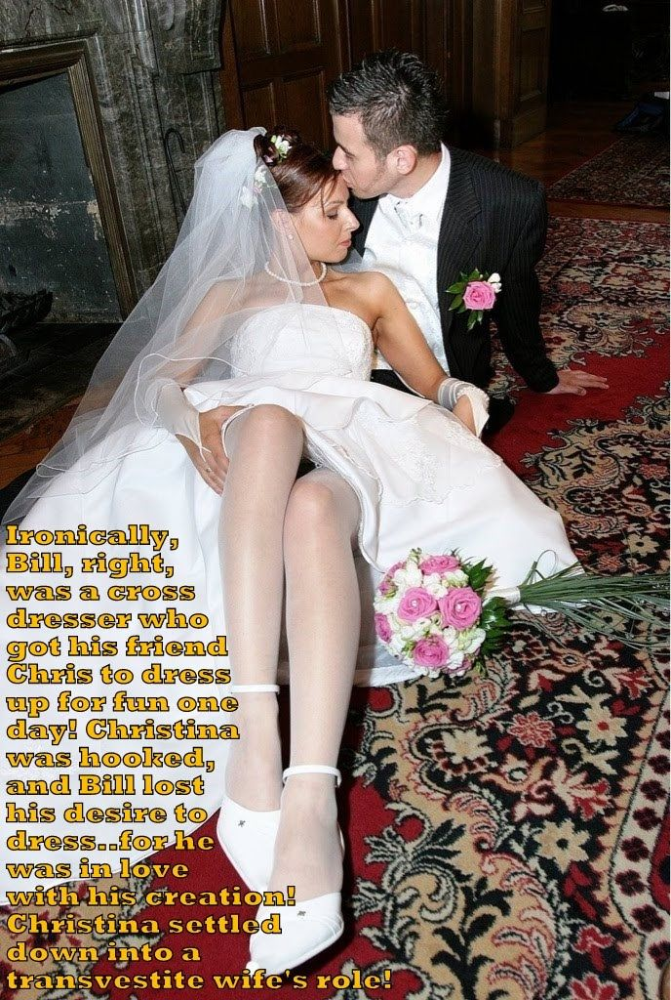 Ironically,
Bill, right,
was a cross
dresser who
got his friend
Chris to dress
up for fun one
day! Christina
was hooked,
and Bill lost
his desire to
dress..for he
was in love
with his creation!
Christina settled
down into a
transvestite wife's role!